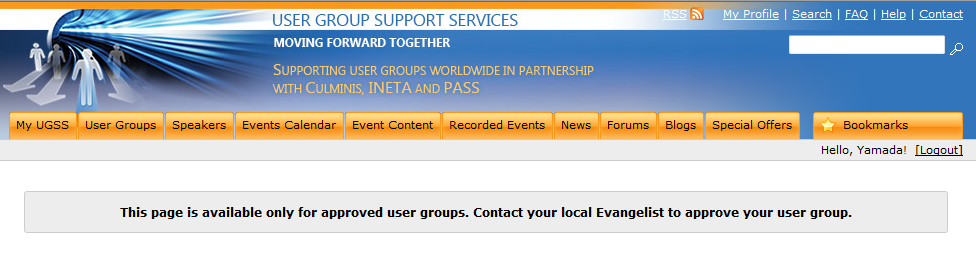 USER GROUP SUPPORT SERVICES
RSS My Profile | Search | FAQ | Help | Contact
MOVING FORWARD TOGETHER
SUPPORTING USER GROUPS WORLDWIDE IN PARTNERSHIP
WITH CULMINIS, INETA AND PASS
My UGSS User Groups Speakers Events Calendar Event Content Recorded Events News Forums Blogs Special Offers Bookmarks
Hello, Yamada! [Logout]
This page is available only for approved user groups. Contact your local Evangelist to approve your user group.